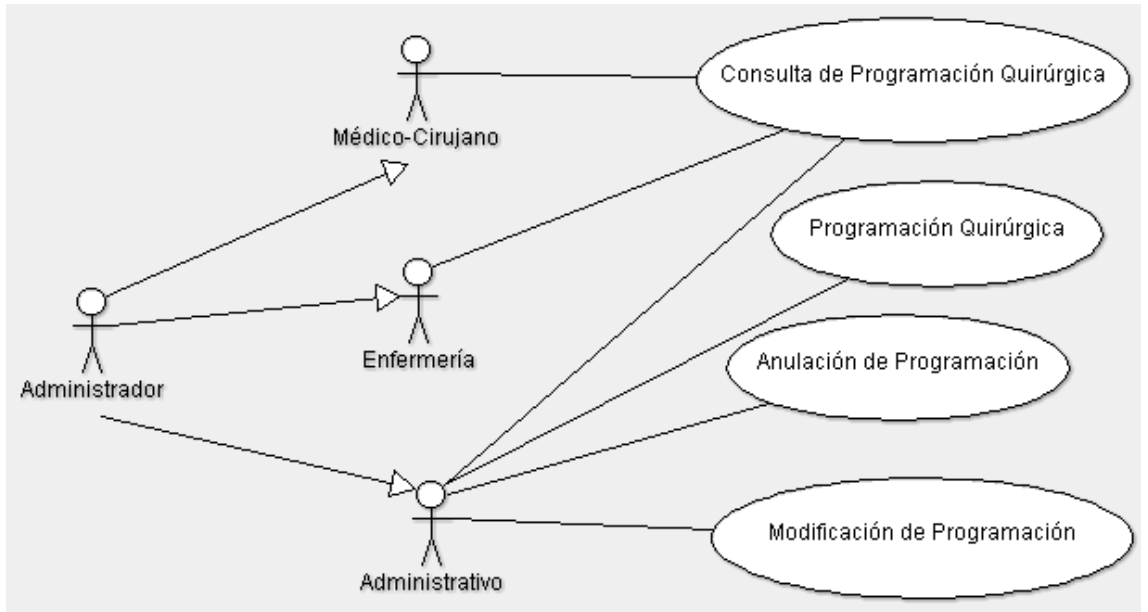 Consulta de Programación Quirúrgica
Médico-Cirujano
Programación Quirúrgica
Enfermería
Anulación de Programación
Administrador
Modificación de Programación
Administrativo